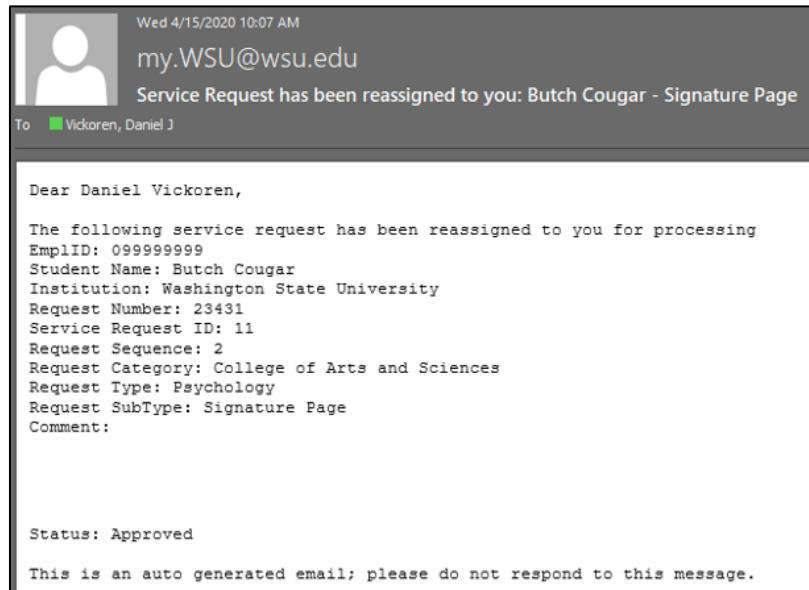 Wed 4/15/2020 10:07 AM
my.WSU@wsu.edu
Service Request has been reassigned to you: Butch Cougar - Signature Page
To Vickoren, Daniel J
Dear Daniel Vickoren,
The following service request has been reassigned to you for processing
EmplID: 099999999
Student Name: Butch Cougar
Institution: Washington State University
Request Number: 23431
Service Request ID: 11
Request Sequence: 2
Request Category: College of Arts and Sciences
Request Type: Psychology
Request SubType: Signature Page
Comment:
Status: Approved
This is an auto generated email; please do not respond to this message.